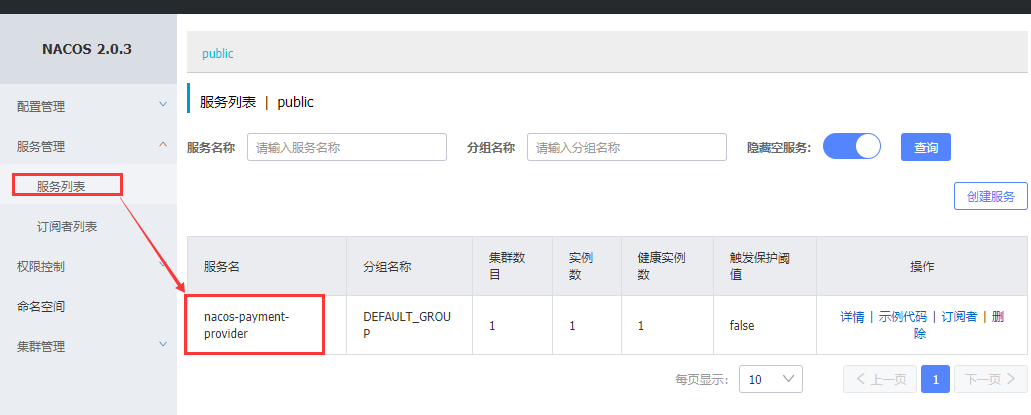 NACOS 2.0.3
配置管理
服务管理
服务列表
订阅者列表
权限控制
命名空间
集群管理
public
服务列表 | public
服务名称 请输入服务名称 分组名称 请输入分组名称 隐藏空服务: 查询
创建服务
服务名 分组名称 集群数目 实例数 健康实例数 触发保护阈值 操作
nacos-payment-
provider
DEFAULT_GROU
P
1 1 1 false
详情 | 示例代码 | 订阅者 | 删
除
每页显示: 10 上一页 1 下一页